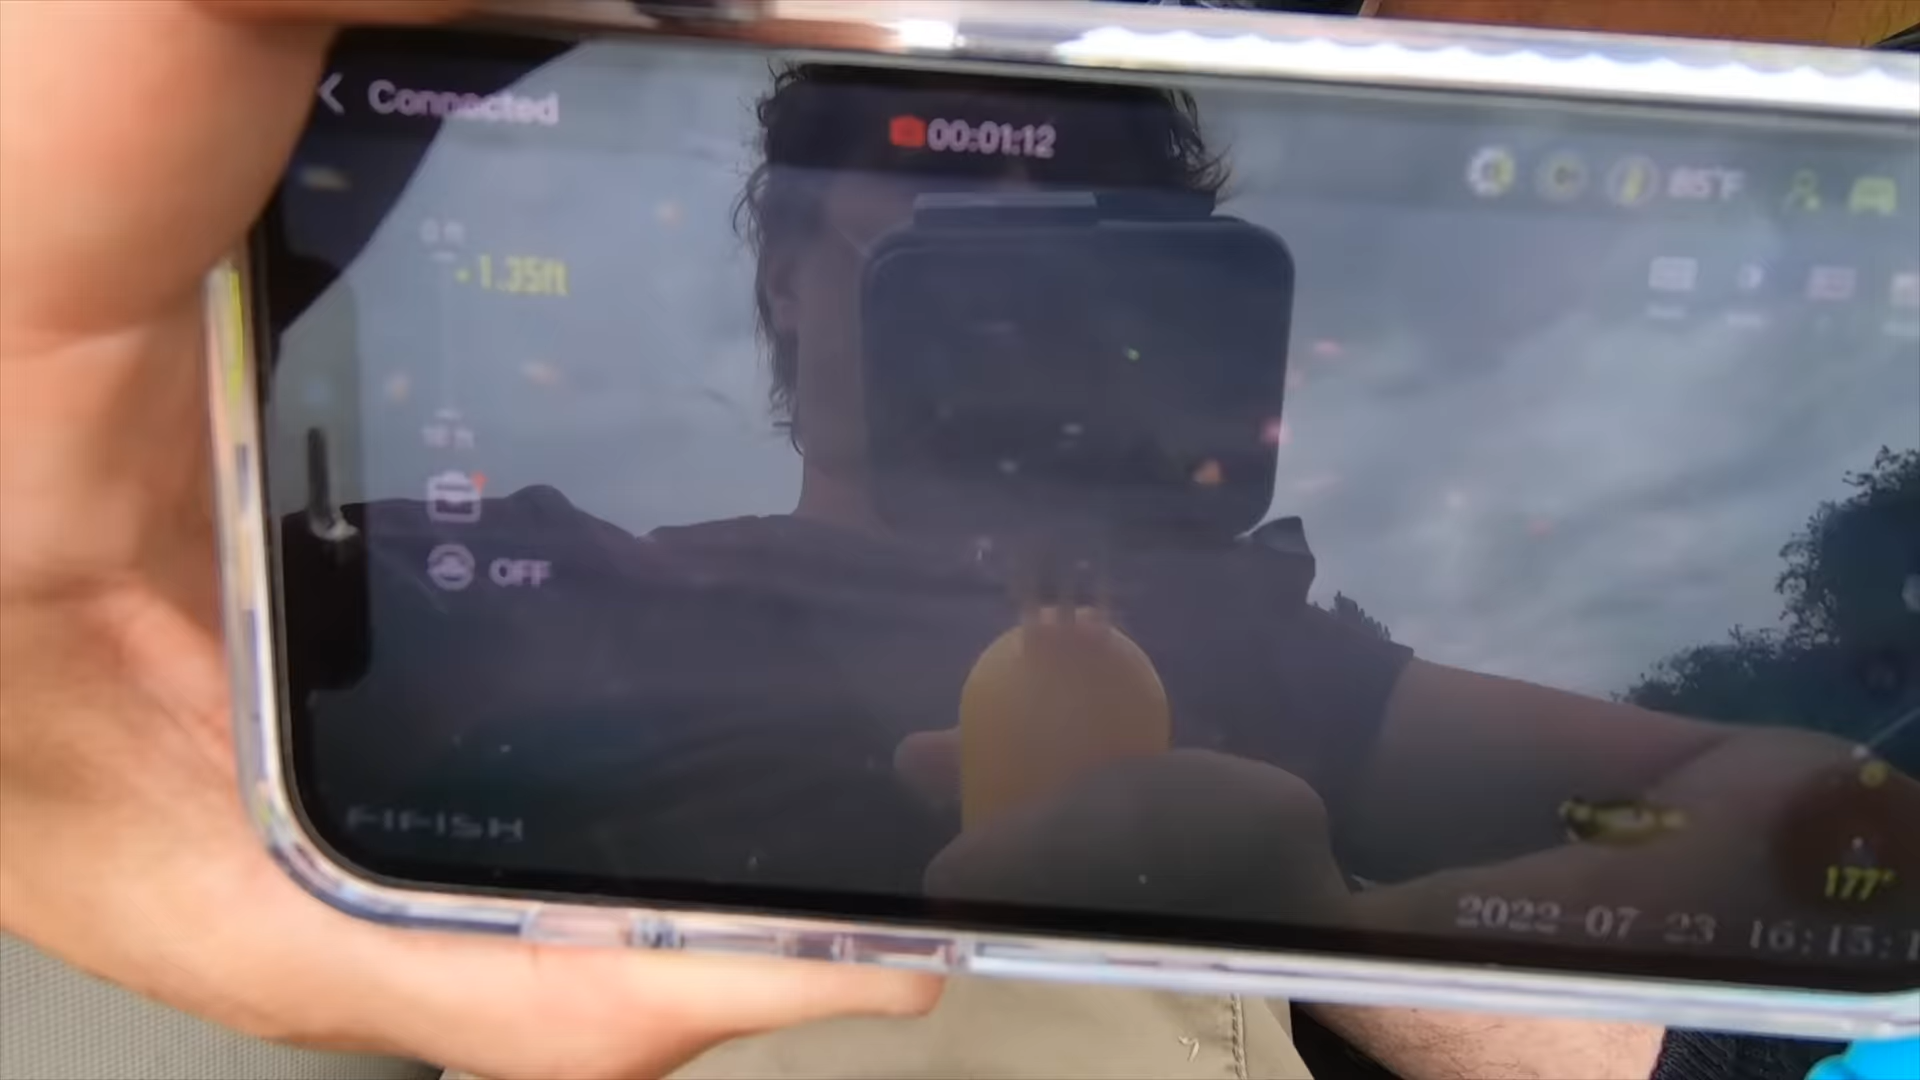 Connected
00:01:12
85°F
0 ft
1.35ft
10 ft
OFF
FIFISH
177°
2022-07-23 16:15:1